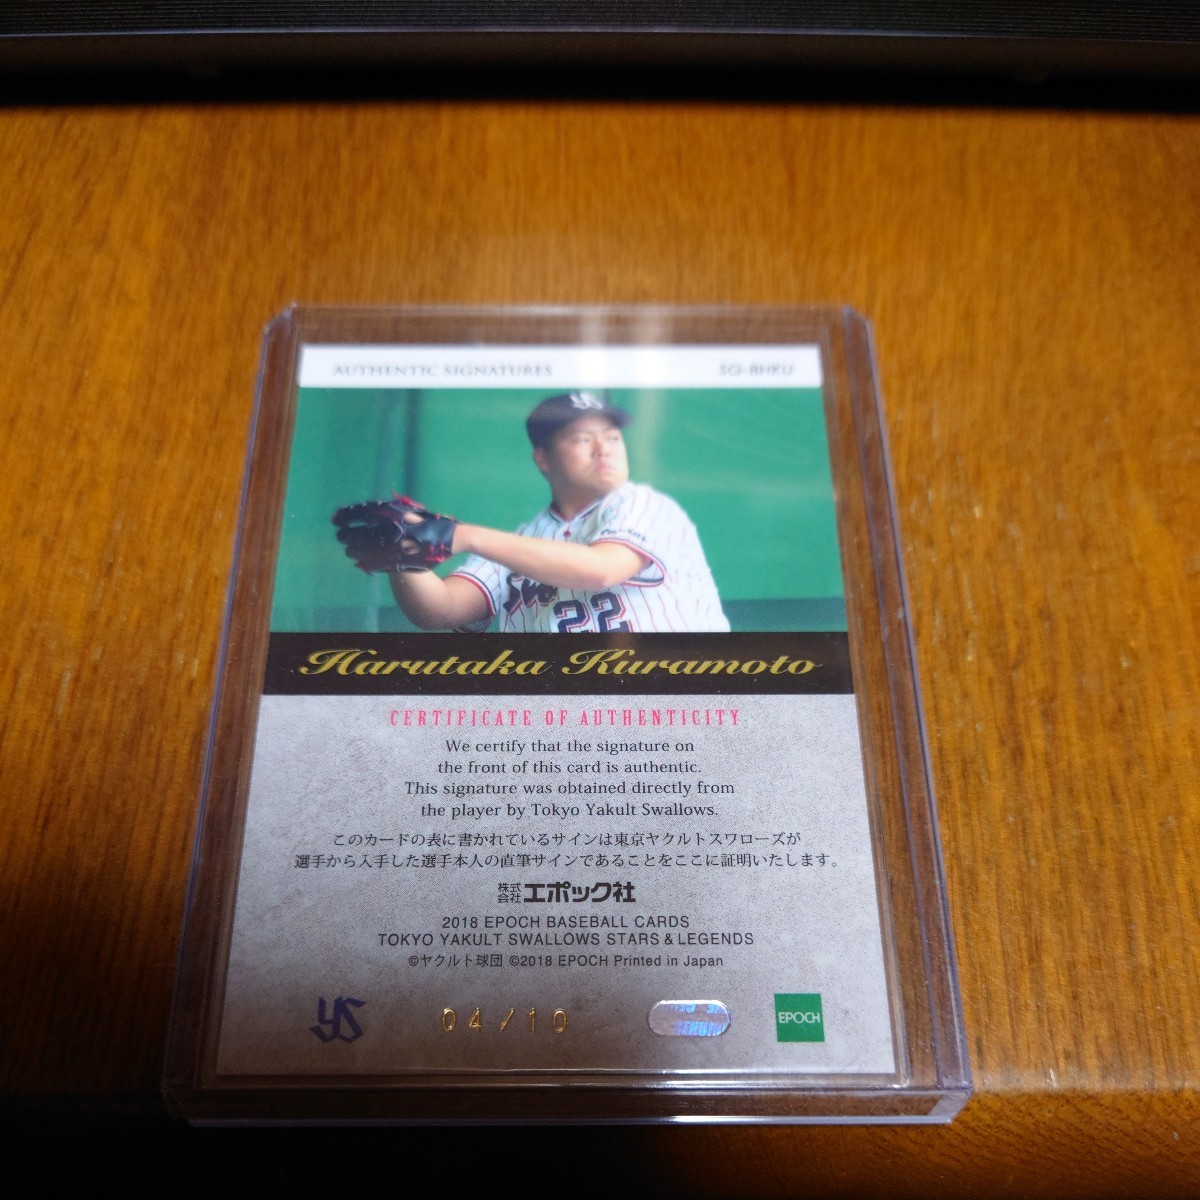 AUTHENTIC SIGNATURES SG-BHKU
22
Harutaka Kuramoto
CERTIFICATE OF AUTHENTICITY
We certify that the signature on
the front of this card is authentic.
This signature was obtained directly from
the player by Tokyo Yakult Swallows.
このカードの表に書かれているサインは東京ヤクルトスワローズが
選手から入手した選手本人の直筆サインであることをここに証明いたします。
株式会社エポック社
2018 EPOCH BASEBALL CARDS
TOKYO YAKULT SWALLOWS STARS & LEGENDS
©ヤクルト球団 ©2018 EPOCH Printed in Japan
YS 04/10 EPOCH